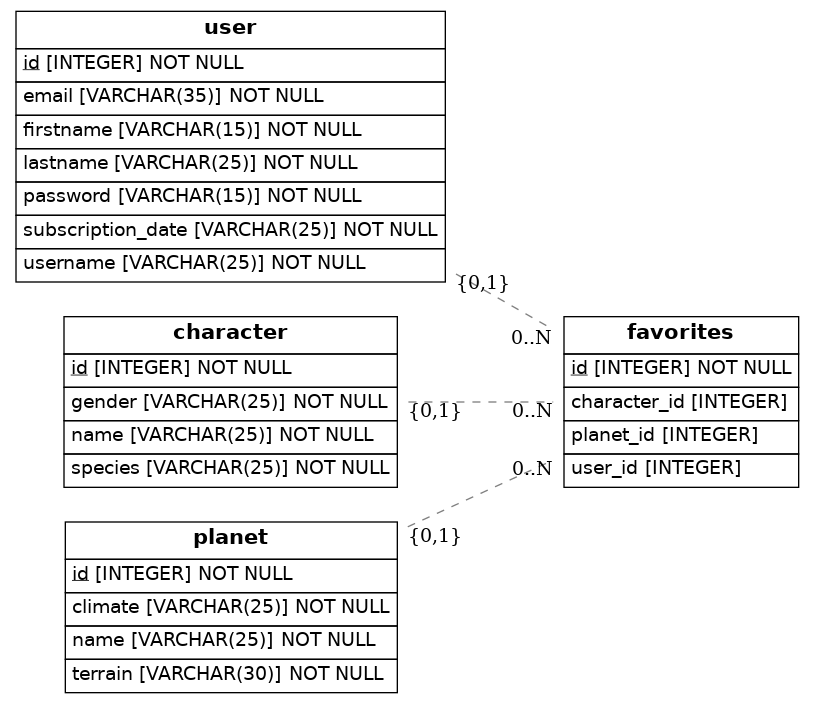 user
id [INTEGER] NOT NULL
email [VARCHAR(35)] NOT NULL
firstname [VARCHAR(15)] NOT NULL
lastname [VARCHAR(25)] NOT NULL
password [VARCHAR(15)] NOT NULL
subscription_date [VARCHAR(25)] NOT NULL
username [VARCHAR(25)] NOT NULL
{0,1}
0..N
character
id [INTEGER] NOT NULL
gender [VARCHAR(25)] NOT NULL
name [VARCHAR(25)] NOT NULL
species [VARCHAR(25)] NOT NULL
{0,1}
0..N
favorites
id [INTEGER] NOT NULL
character_id [INTEGER]
planet_id [INTEGER]
user_id [INTEGER]
0..N
{0,1}
planet
id [INTEGER] NOT NULL
climate [VARCHAR(25)] NOT NULL
name [VARCHAR(25)] NOT NULL
terrain [VARCHAR(30)] NOT NULL